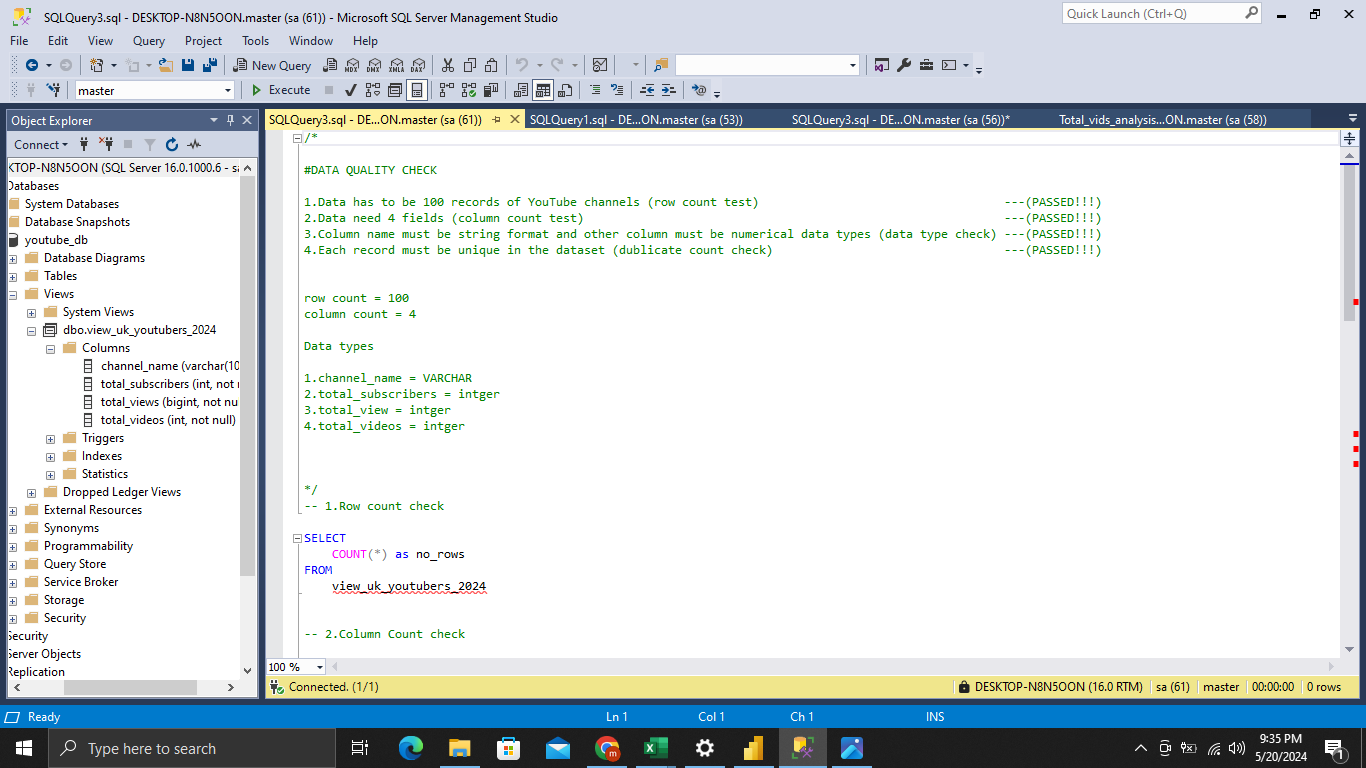 SQLQuery3.sql - DESKTOP-N8N5OON.master (sa (61)) - Microsoft SQL Server Management Studio
Quick Launch (Ctrl+Q)
File Edit View Query Project Tools Window Help
New Query
MDX DMX XMLA DAX
master
Execute
Object Explorer
Connect
KTOP-N8N5OON (SQL Server 16.0.1000.6 - sa
Databases
System Databases
Database Snapshots
youtube_db
Database Diagrams
Tables
Views
System Views
dbo.view_uk_youtubers_2024
Columns
channel_name (varchar(10
total_subscribers (int, not
total_views (bigint, not nu
total_videos (int, not null)
Triggers
Indexes
Statistics
Dropped Ledger Views
External Resources
Synonyms
Programmability
Query Store
Service Broker
Storage
Security
Security
Server Objects
Replication
SQLQuery3.sql - DE...ON.master (sa (61)) SQLQuery1.sql - DE...ON.master (sa (53)) SQLQuery3.sql - DE...ON.master (sa (56))* Total_vids_analysis...ON.master (sa (58))
/*
#DATA QUALITY CHECK
1.Data has to be 100 records of YouTube channels (row count test) ---(PASSED!!!)
2.Data need 4 fields (column count test) ---(PASSED!!!)
3.Column name must be string format and other column must be numerical data types (data type check) ---(PASSED!!!)
4.Each record must be unique in the dataset (dublicate count check) ---(PASSED!!!)
row count = 100
column count = 4
Data types
1.channel_name = VARCHAR
2.total_subscribers = intger
3.total_view = intger
4.total_videos = intger
*/
-- 1.Row count check
SELECT
COUNT(*) as no_rows
FROM
view_uk_youtubers_2024
-- 2.Column Count check
100 %
Connected. (1/1) DESKTOP-N8N5OON (16.0 RTM) sa (61) master 00:00:00 0 rows
Ready Ln 1 Col 1 Ch 1 INS
Type here to search
9:35 PM
5/20/2024
1